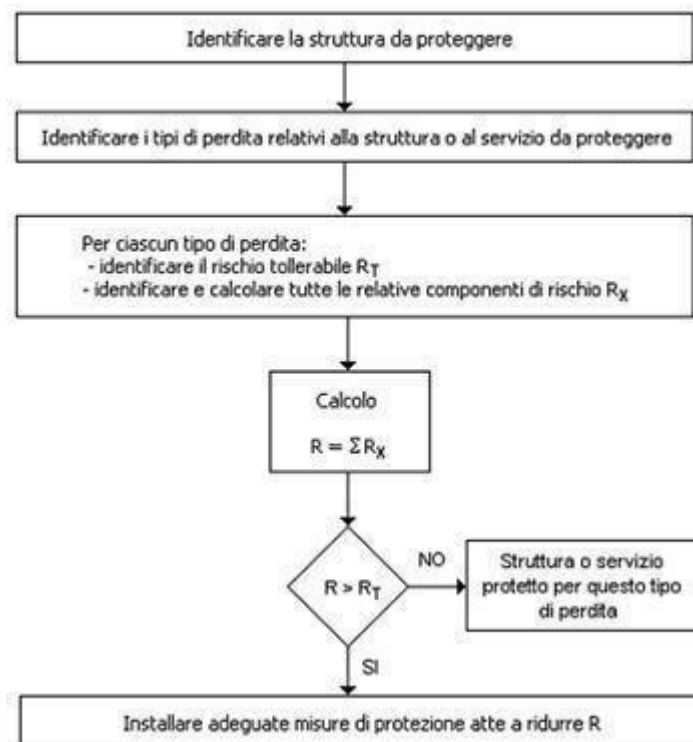 Identificare la struttura da proteggere
Identificare i tipi di perdita relativi alla struttura o al servizio da proteggere
Per ciascun tipo di perdita:
- identificare il rischio tollerabile RT
- identificare e calcolare tutte le relative componenti di rischio RX
Calcolo
R = ΣRX
R > RT
NO
Struttura o servizio
protetto per questo tipo
di perdita
SI
Installare adeguate misure di protezione atte a ridurre R